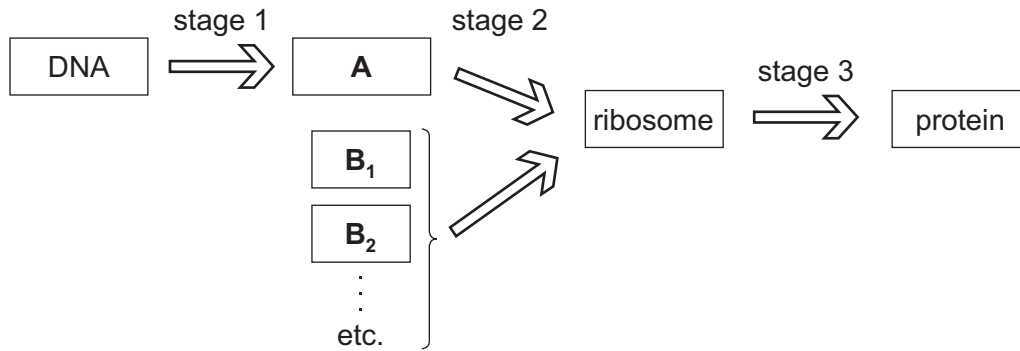 stage 1
stage 2
DNA
A
stage 3
ribosome
protein
B₁
B₂
etc.